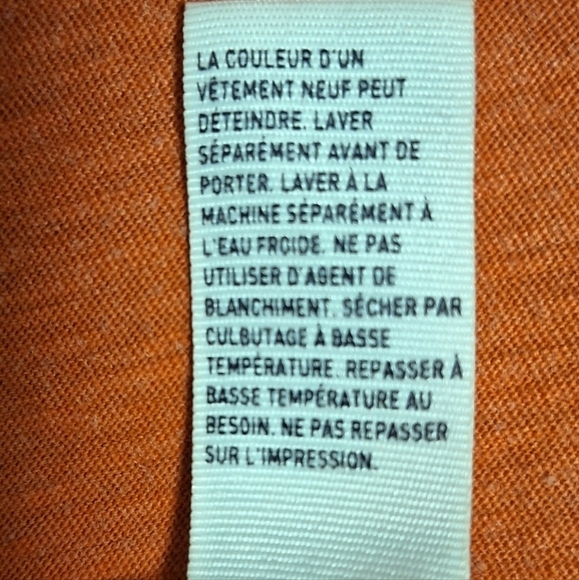 LA COULEUR D'UN
VÊTEMENT NEUF PEUT
DÉTEINDRE. LAVER
SÉPARÉMENT AVANT DE
PORTER. LAVER À LA
MACHINE SÉPARÉMENT À
L'EAU FROIDE. NE PAS
UTILISER D'AGENT DE
BLANCHIMENT. SÉCHER PAR
CULBUTAGE À BASSE
TEMPÉRATURE. REPASSER À
BASSE TEMPÉRATURE AU
BESOIN. NE PAS REPASSER
SUR L'IMPRESSION.